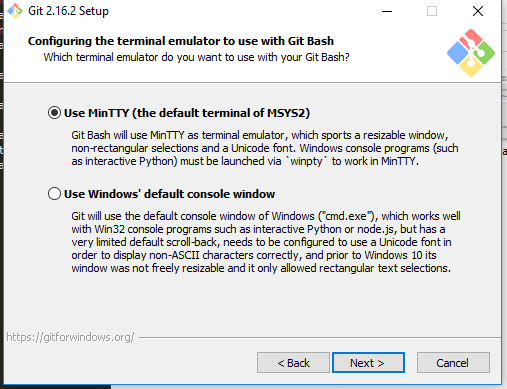 Git 2.16.2 Setup
Configuring the terminal emulator to use with Git Bash
Which terminal emulator do you want to use with your Git Bash?
Use MinTTY (the default terminal of MSYS2)
Git Bash will use MinTTY as terminal emulator, which sports a resizable window,
non-rectangular selections and a Unicode font. Windows console programs (such
as interactive Python) must be launched via `winpty` to work in MinTTY.
Use Windows' default console window
Git will use the default console window of Windows ("cmd.exe"), which works well
with Win32 console programs such as interactive Python or node.js, but has a
very limited default scroll-back, needs to be configured to use a Unicode font in
order to display non-ASCII characters correctly, and prior to Windows 10 its
window was not freely resizable and it only allowed rectangular text selections.
https://gitforwindows.org/
< Back
Next >
Cancel